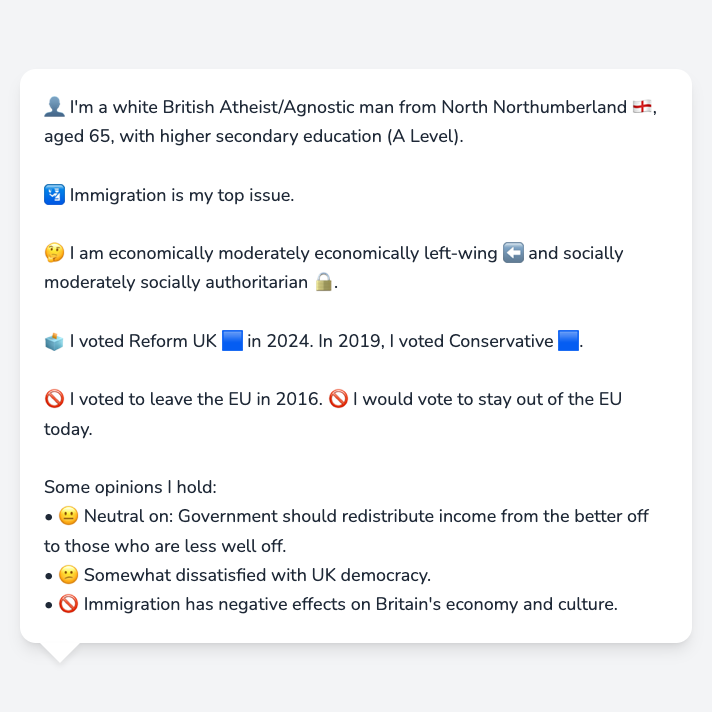 👤 I'm a white British Atheist/Agnostic man from North Northumberland 🏴󠁧󠁢󠁥󠁮󠁧󠁿,
aged 65, with higher secondary education (A Level).
🛂 Immigration is my top issue.
🤔 I am economically moderately economically left-wing ⬅️ and socially
moderately socially authoritarian 🔒.
🗳️ I voted Reform UK 🟦 in 2024. In 2019, I voted Conservative 🟦.
🚫 I voted to leave the EU in 2016. 🚫 I would vote to stay out of the EU
today.
Some opinions I hold:
• 😐 Neutral on: Government should redistribute income from the better off
to those who are less well off.
• 😕 Somewhat dissatisfied with UK democracy.
• 🚫 Immigration has negative effects on Britain's economy and culture.